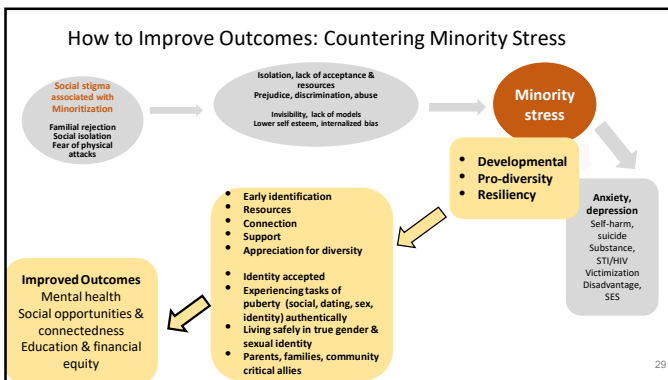 How to Improve Outcomes: Countering Minority Stress
Social stigma
associated with
Minoritization
Familial rejection
Social isolation
Fear of physical
attacks
Isolation, lack of acceptance &
resources
Prejudice, discrimination, abuse
Invisibility, lack of models
Lower self esteem, internalized bias
Minority
stress
• Developmental
• Pro-diversity
• Resiliency
Anxiety,
depression
Self-harm,
suicide
Substance,
STI/HIV
Victimization
Disadvantage,
SES
• Early identification
• Resources
• Connection
• Support
• Appreciation for diversity
• Identity accepted
• Experiencing tasks of
puberty (social, dating, sex,
identity) authentically
• Living safely in true gender &
sexual identity
• Parents, families, community
critical allies
Improved Outcomes
Mental health
Social opportunities &
connectedness
Education & financial
equity
29